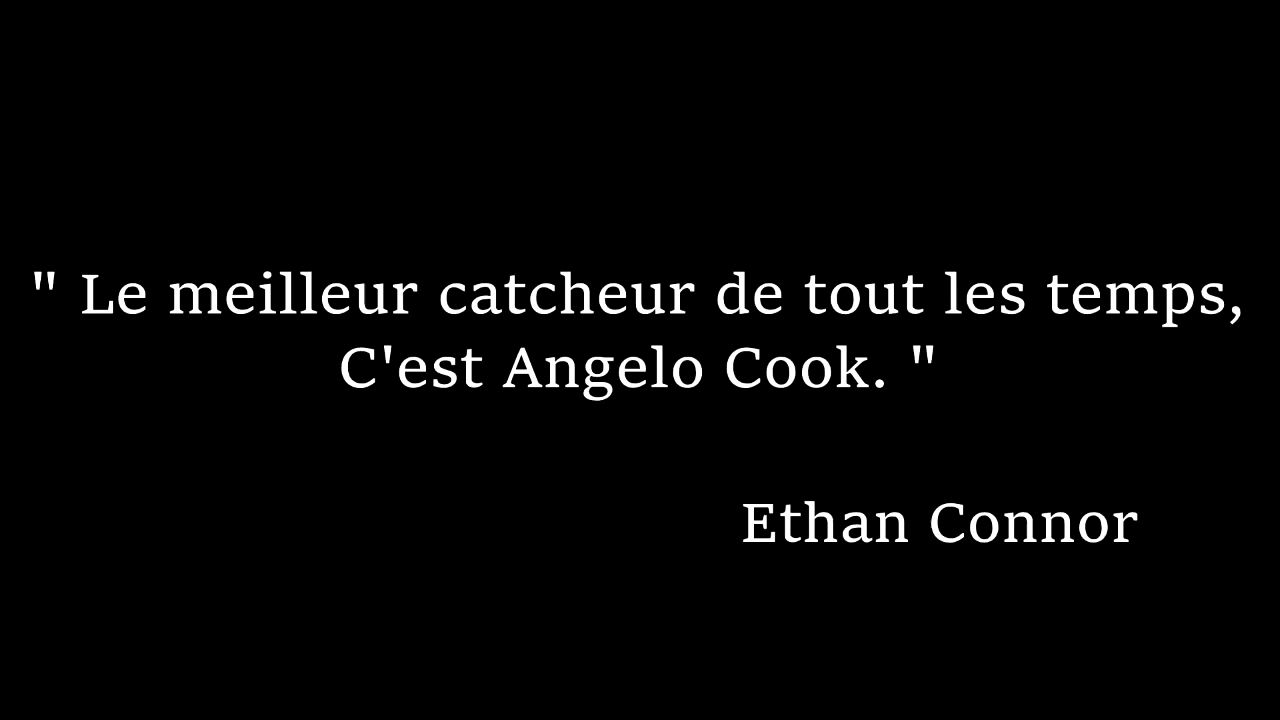 " Le meilleur catcheur de tout les temps,
C'est Angelo Cook. "
Ethan Connor